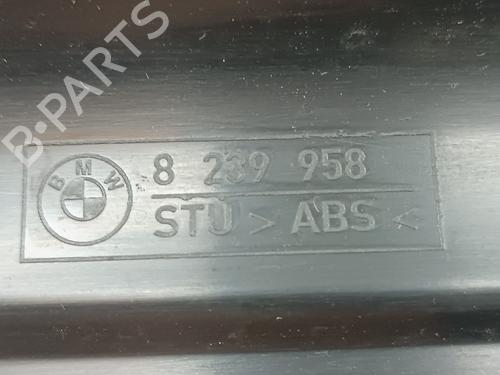 B-PARTS
BMW
8 239 958
STU > ABS <